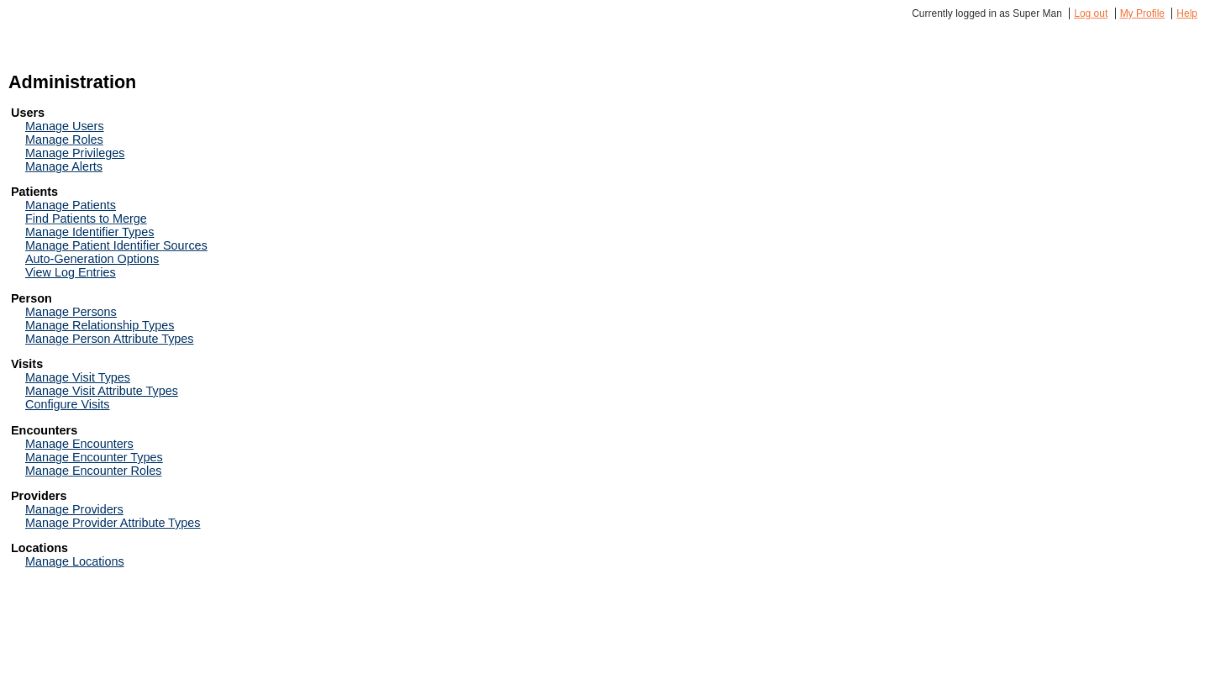 Currently logged in as Super Man | Log out | My Profile | Help
Administration
Users
Manage Users
Manage Roles
Manage Privileges
Manage Alerts
Patients
Manage Patients
Find Patients to Merge
Manage Identifier Types
Manage Patient Identifier Sources
Auto-Generation Options
View Log Entries
Person
Manage Persons
Manage Relationship Types
Manage Person Attribute Types
Visits
Manage Visit Types
Manage Visit Attribute Types
Configure Visits
Encounters
Manage Encounters
Manage Encounter Types
Manage Encounter Roles
Providers
Manage Providers
Manage Provider Attribute Types
Locations
Manage Locations